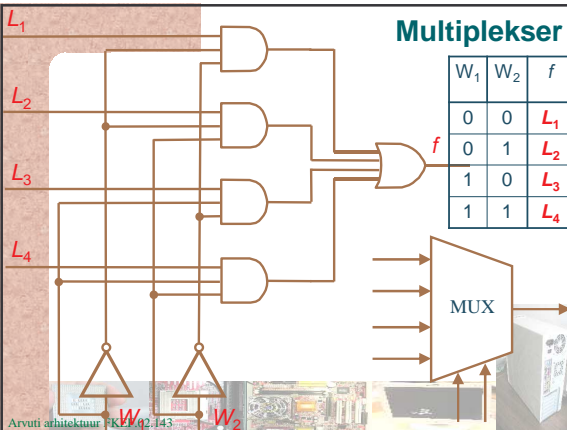 Multiplekser
L1
L2
L3
L4
f
W1 W2 f
0 0 L1
0 1 L2
1 0 L3
1 1 L4
MUX
W W2
Arvuti arhitektuur